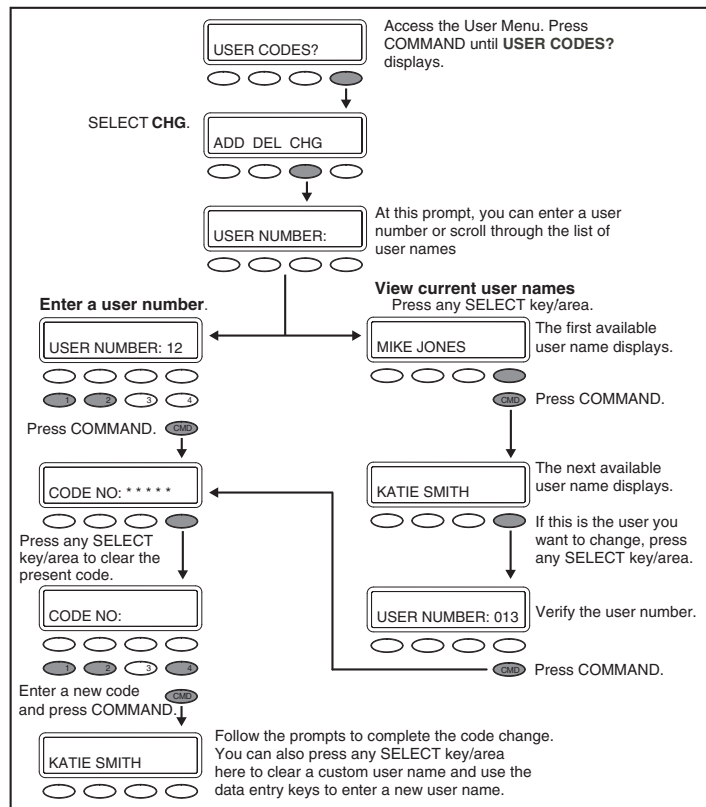 Access the User Menu. Press
COMMAND until USER CODES?
displays.
USER CODES?
SELECT CHG.
ADD DEL CHG
USER NUMBER:
At this prompt, you can enter a user
number or scroll through the list of
user names
Enter a user number.
USER NUMBER: 12
1 2 3 4
Press COMMAND. CMD
CODE NO: * * * * *
Press any SELECT
key/area to clear the
present code.
CODE NO:
1 2 3 4
Enter a new code
and press COMMAND.
CMD
KATIE SMITH
View current user names
Press any SELECT key/area.
MIKE JONES
The first available
user name displays.
CMD Press COMMAND.
KATIE SMITH
The next available
user name displays.
If this is the user you
want to change, press
any SELECT key/area.
USER NUMBER: 013
Verify the user number.
CMD Press COMMAND.
Follow the prompts to complete the code change.
You can also press any SELECT key/area
here to clear a custom user name and use the
data entry keys to enter a new user name.